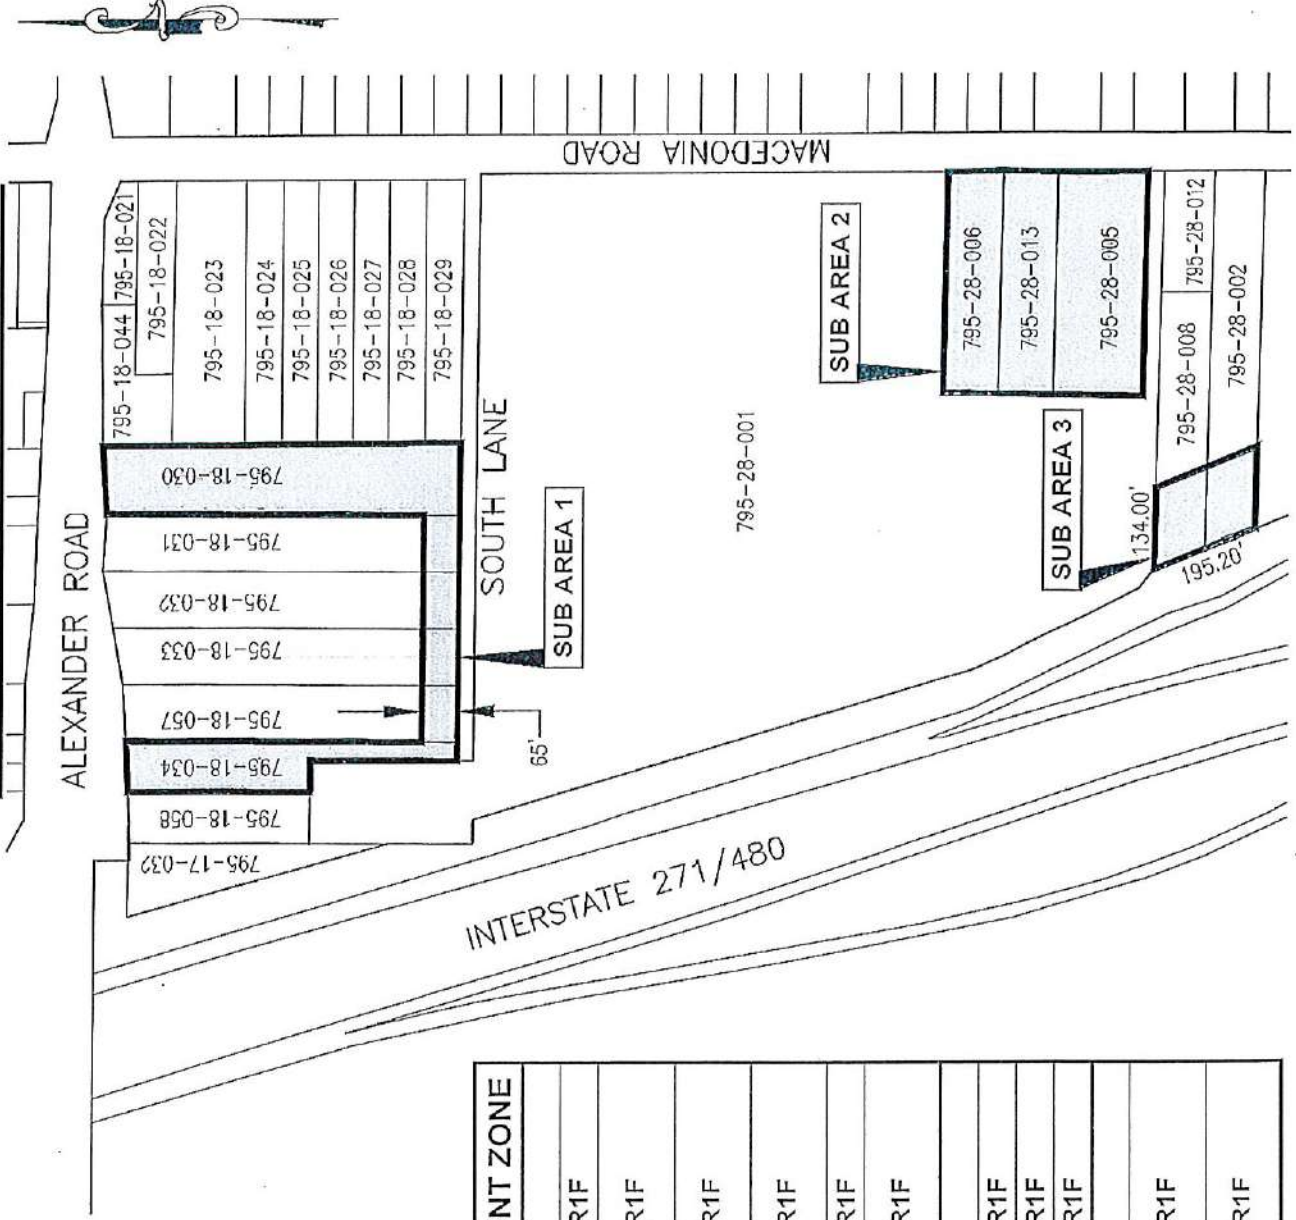 MACEDONIA ROAD
ALEXANDER ROAD
795-18-044
795-18-021
795-18-022
795-18-023
795-18-024
795-18-025
795-18-026
795-18-027
795-18-028
795-18-029
795-18-030
795-18-031
795-18-032
795-18-033
795-18-057
795-18-034
795-18-058
795-17-032
SOUTH LANE
SUB AREA 1
65'
795-28-001
SUB AREA 2
795-28-006
795-28-013
795-28-005
SUB AREA 3
134.00'
195.20'
795-28-012
795-28-008
795-28-002
INTERSTATE 271/480
NT ZONE
R1F
R1F
R1F
R1F
R1F
R1F
R1F
R1F
R1F
R1F
R1F